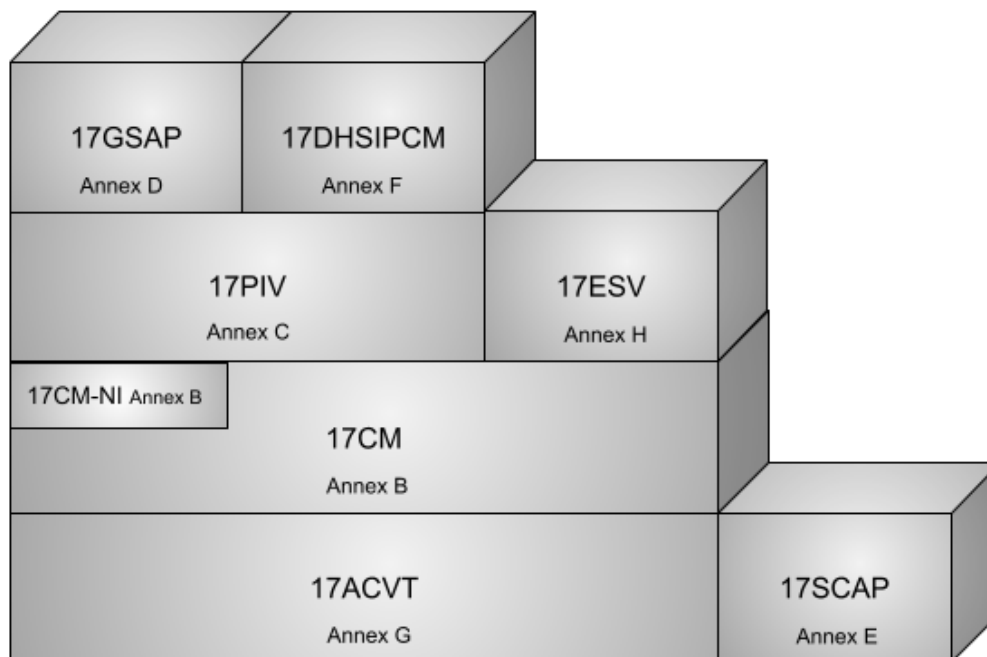 17GSAP
Annex D
17DHSIPCM
Annex F
17PIV
Annex C
17ESV
Annex H
17CM-NI Annex B
17CM
Annex B
17ACVT
Annex G
17SCAP
Annex E